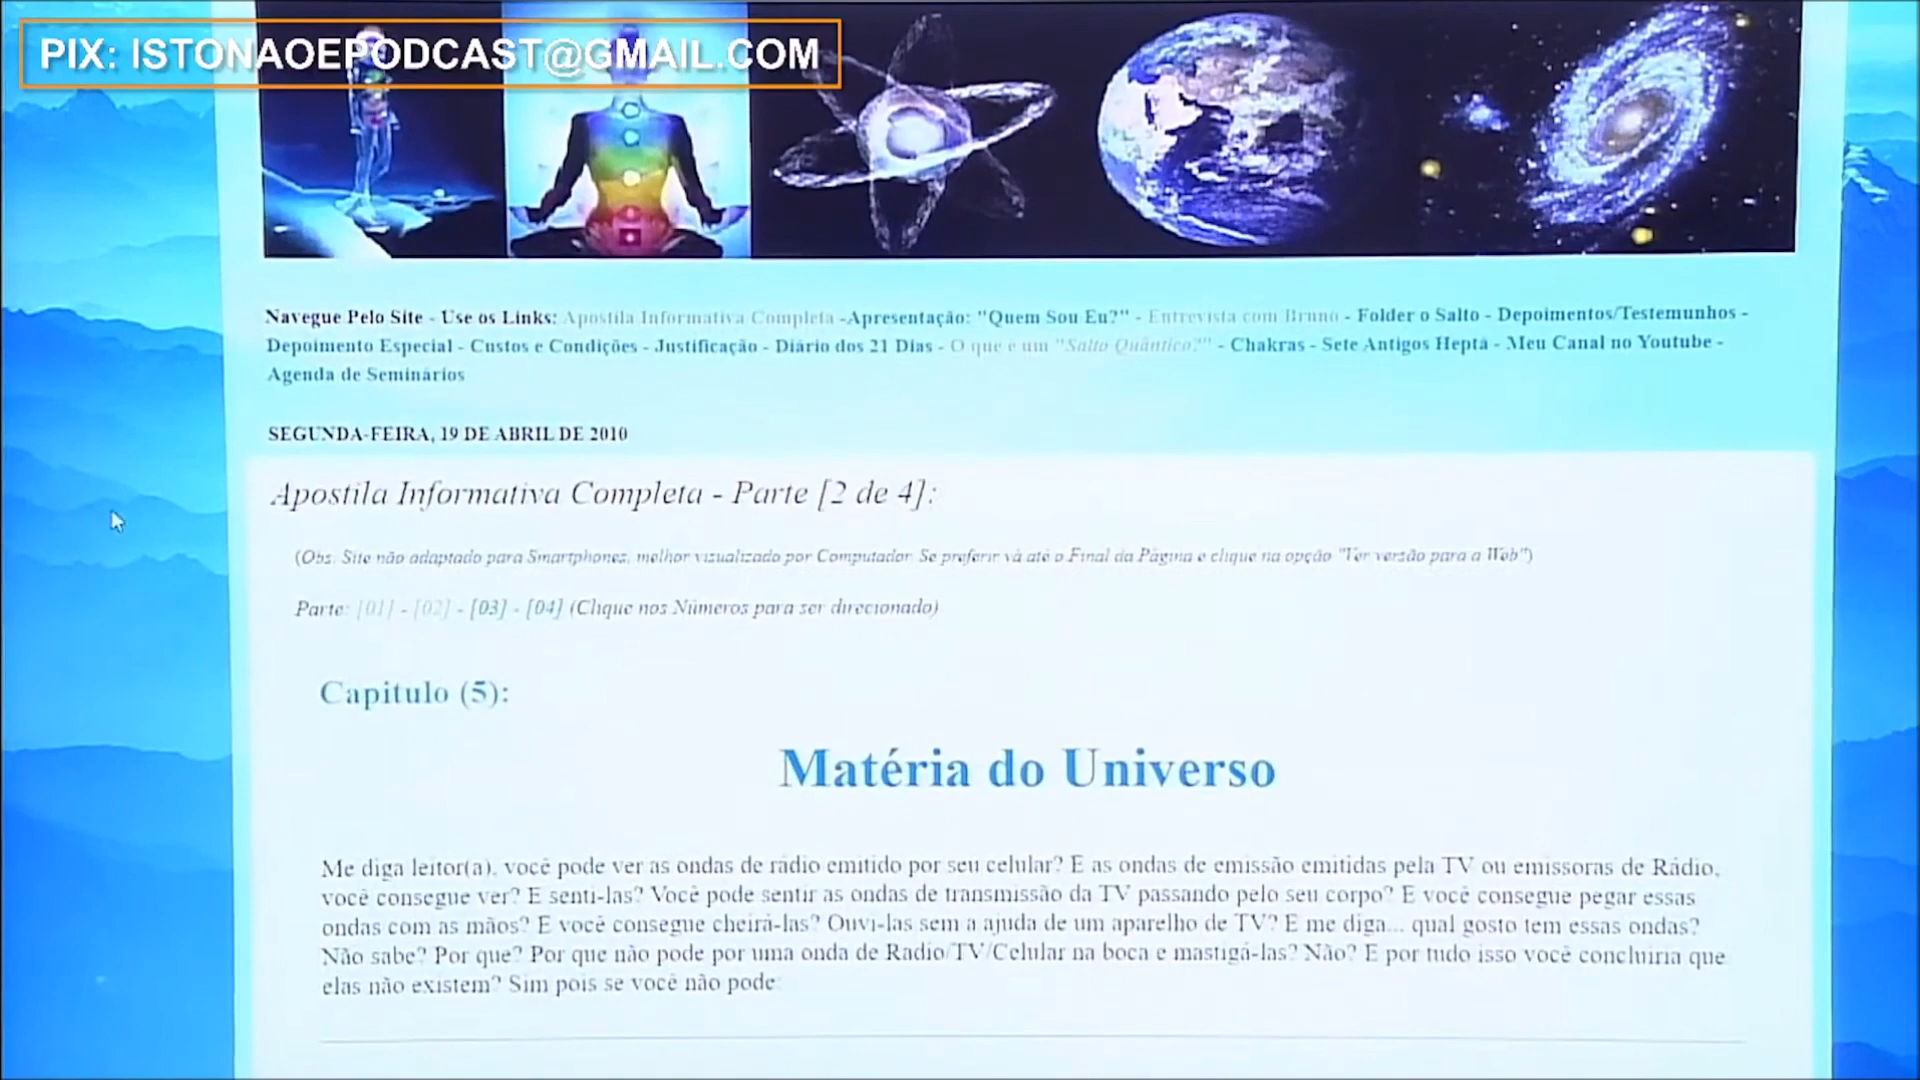 PIX: ISTONAOEPODCAST@GMAIL.COM
Navegue Pelo Site - Use os Links: Apostila Informativa Completa -Apresentação: "Quem Sou Eu?" - Entrevista com Bruno - Folder o Salto - Depoimentos/Testemunhos -
Depoimento Especial - Custos e Condições - Justificação - Diário dos 21 Dias - O que é um "Salto Quântico?" - Chakras - Sete Antigos Heptá - Meu Canal no Youtube -
Agenda de Seminários
SEGUNDA-FEIRA, 19 DE ABRIL DE 2010
Apostila Informativa Completa - Parte [2 de 4]:
(Obs. Site não adaptado para Smartphones, melhor vizualizado por Computador. Se preferir vá até o Final da Página e clique na opção "Ver versão para a Web")
Parte: [01] - [02] - [03] - [04] (Clique nos Números para ser direcionado)
Capitulo (5):
Matéria do Universo
Me diga leitor(a), você pode ver as ondas de rádio emitido por seu celular? E as ondas de emissão emitidas pela TV ou emissoras de Rádio,
você consegue ver? E senti-las? Você pode sentir as ondas de transmissão da TV passando pelo seu corpo? E você consegue pegar essas
ondas com as mãos? E você consegue cheirá-las? Ouvi-las sem a ajuda de um aparelho de TV? E me diga... qual gosto tem essas ondas?
Não sabe? Por que? Por que não pode por uma onda de Radio/TV/Celular na boca e mastigá-las? Não? E por tudo isso você concluiria que
elas não existem? Sim pois se você não pode: